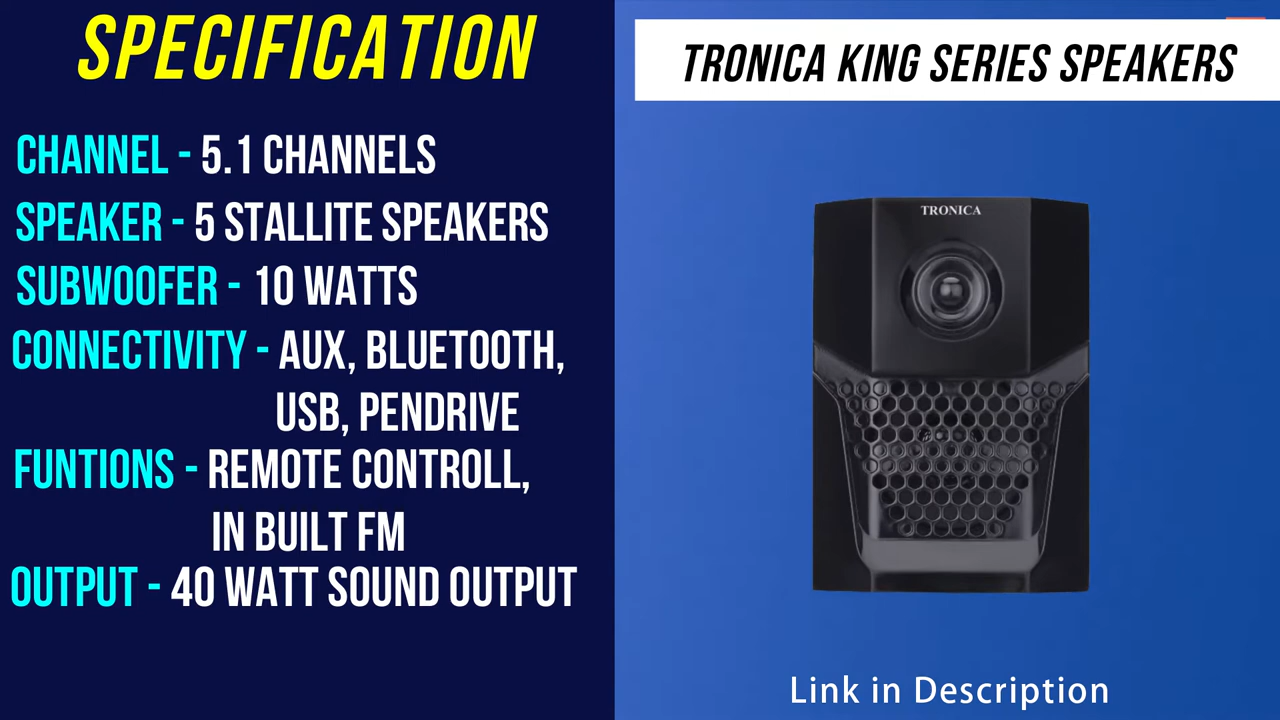 SPECIFICATION
CHANNEL - 5.1 CHANNELS
SPEAKER - 5 STALLITE SPEAKERS
SUBWOOFER - 10 WATTS
CONNECTIVITY - AUX, BLUETOOTH,
USB, PENDRIVE
FUNTIONS - REMOTE CONTROLL,
IN BUILT FM
OUTPUT - 40 WATT SOUND OUTPUT
TRONICA KING SERIES SPEAKERS
TRONICA
Link in Description